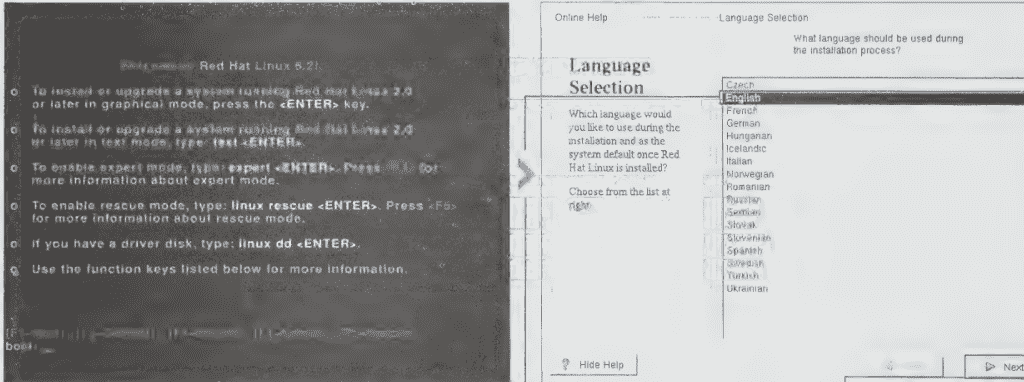 Red Hat Linux 6.2!
o To install or upgrade a system running Red Hat Linux 2.0
or later in graphical mode, press the <ENTER> key.
o To install or upgrade a system running Red Hat Linux 2.0
or later in text mode, type: text <ENTER>.
o To enable expert mode, type: expert <ENTER>. Press for
more information about expert mode.
o To enable rescue mode, type: linux rescue <ENTER>. Press <F5>
for more information about rescue mode.
o If you have a driver disk, type: linux dd <ENTER>.
o Use the function keys listed below for more information.
boot:
Online Help
Language
Selection
Which language would
you like to use during the
installation and as the
system default once Red
Hat Linux is installed?
Choose from the list at
right.
Hide Help
Language Selection
What language should be used during
the installation process?
Czech
English
French
German
Hungarian
Icelandic
Italian
Norwegian
Romanian
Russian
Serbian
Slovak
Slovenian
Spanish
Swedish
Turkish
Ukrainian
Next